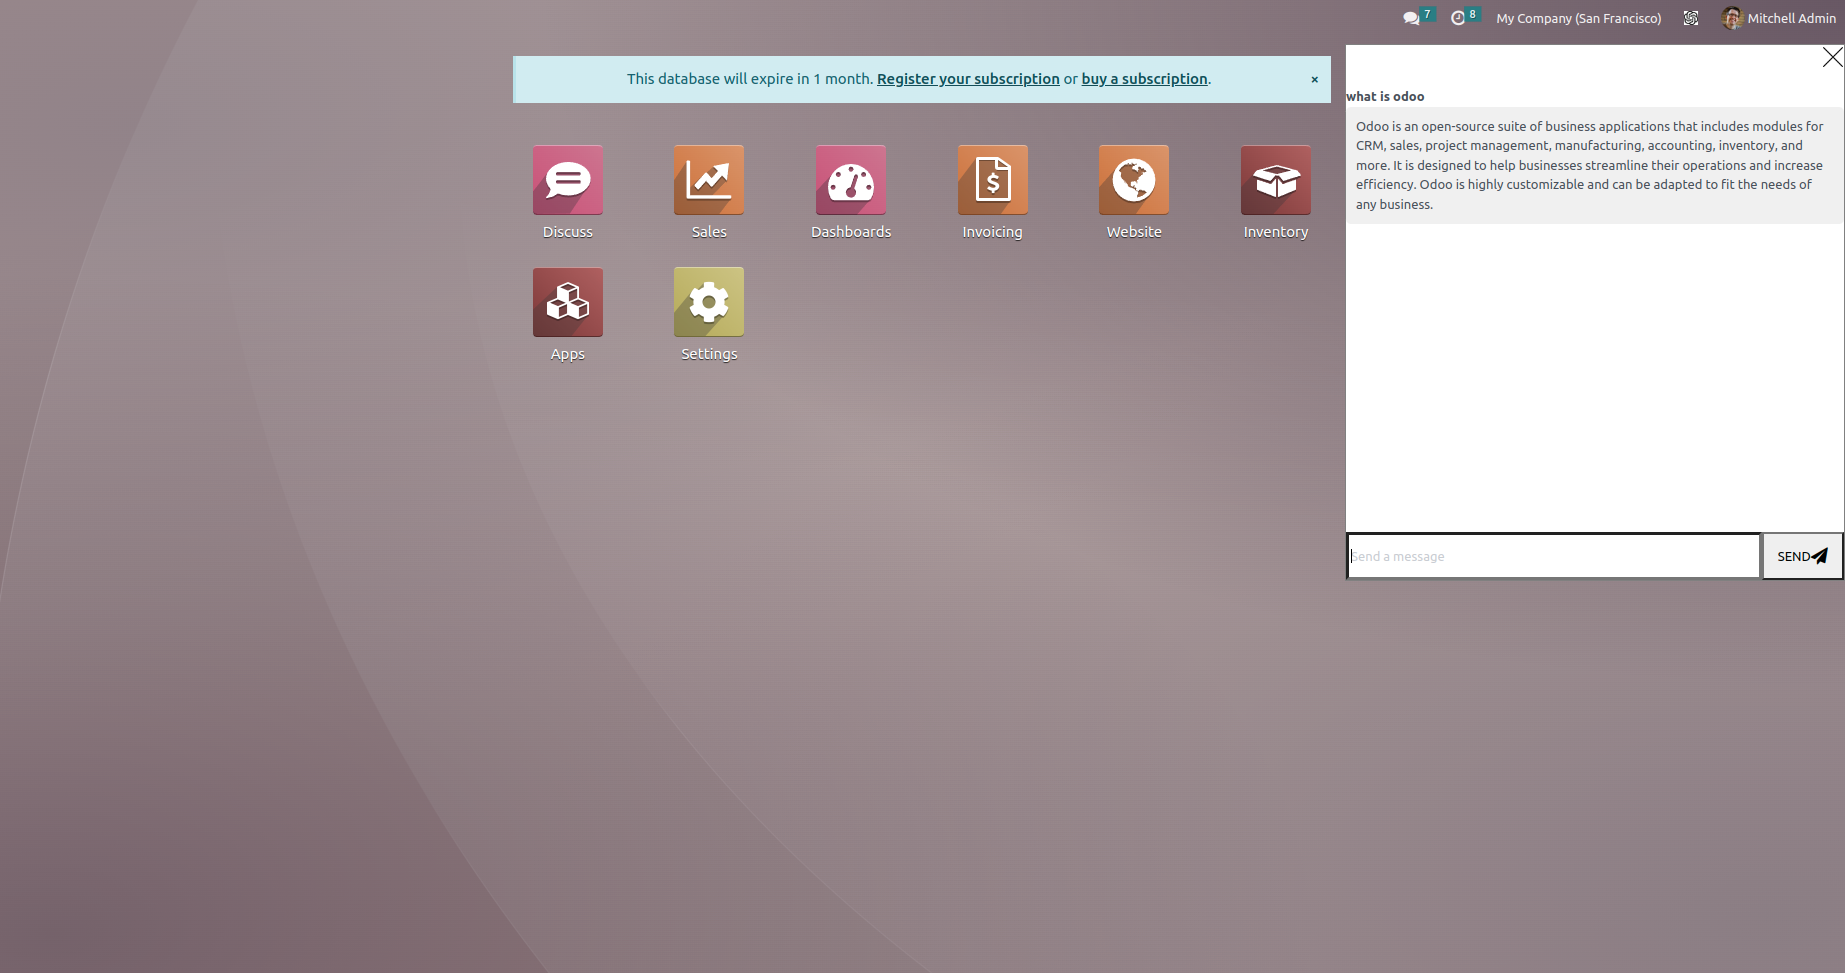 7
8
My Company (San Francisco)
Mitchell Admin
This database will expire in 1 month. Register your subscription or buy a subscription.
×
what is odoo
Odoo is an open-source suite of business applications that includes modules for
CRM, sales, project management, manufacturing, accounting, inventory, and
more. It is designed to help businesses streamline their operations and increase
efficiency. Odoo is highly customizable and can be adapted to fit the needs of
any business.
Discuss
Sales
Dashboards
Invoicing
Website
Inventory
Apps
Settings
Send a message
SEND